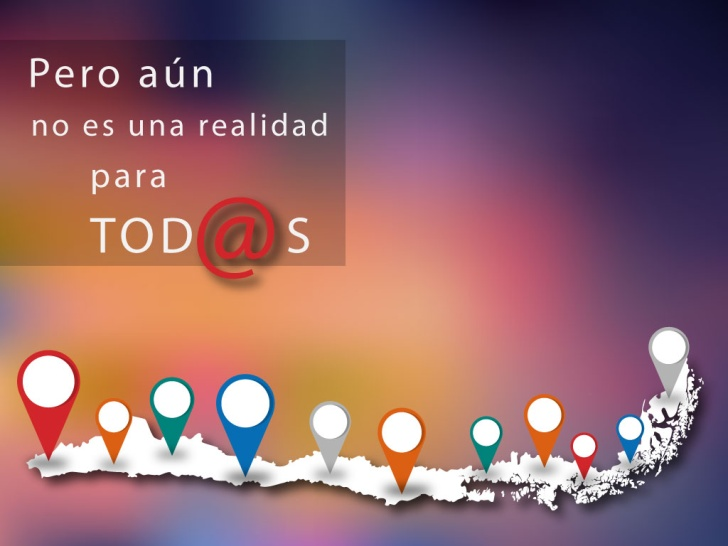 Pero aún
no es una realidad
para
TOD@S